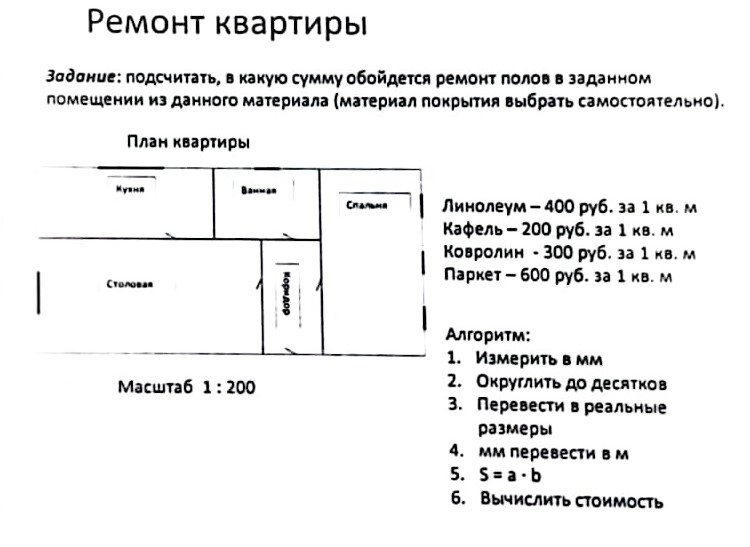 Ремонт квартиры
Задание: подсчитать, в какую сумму обойдется ремонт полов в заданном
помещении из данного материала (материал покрытия выбрать самостоятельно).
План квартиры
Кухня
Ванная
Спальня
Столовая
Коридор
Масштаб 1 : 200
Линолеум – 400 руб. за 1 кв. м
Кафель – 200 руб. за 1 кв. м
Ковролин - 300 руб. за 1 кв. м
Паркет – 600 руб. за 1 кв. м
Алгоритм:
1. Измерить в мм
2. Округлить до десятков
3. Перевести в реальные
размеры
4. мм перевести в м
5. S = a · b
6. Вычислить стоимость